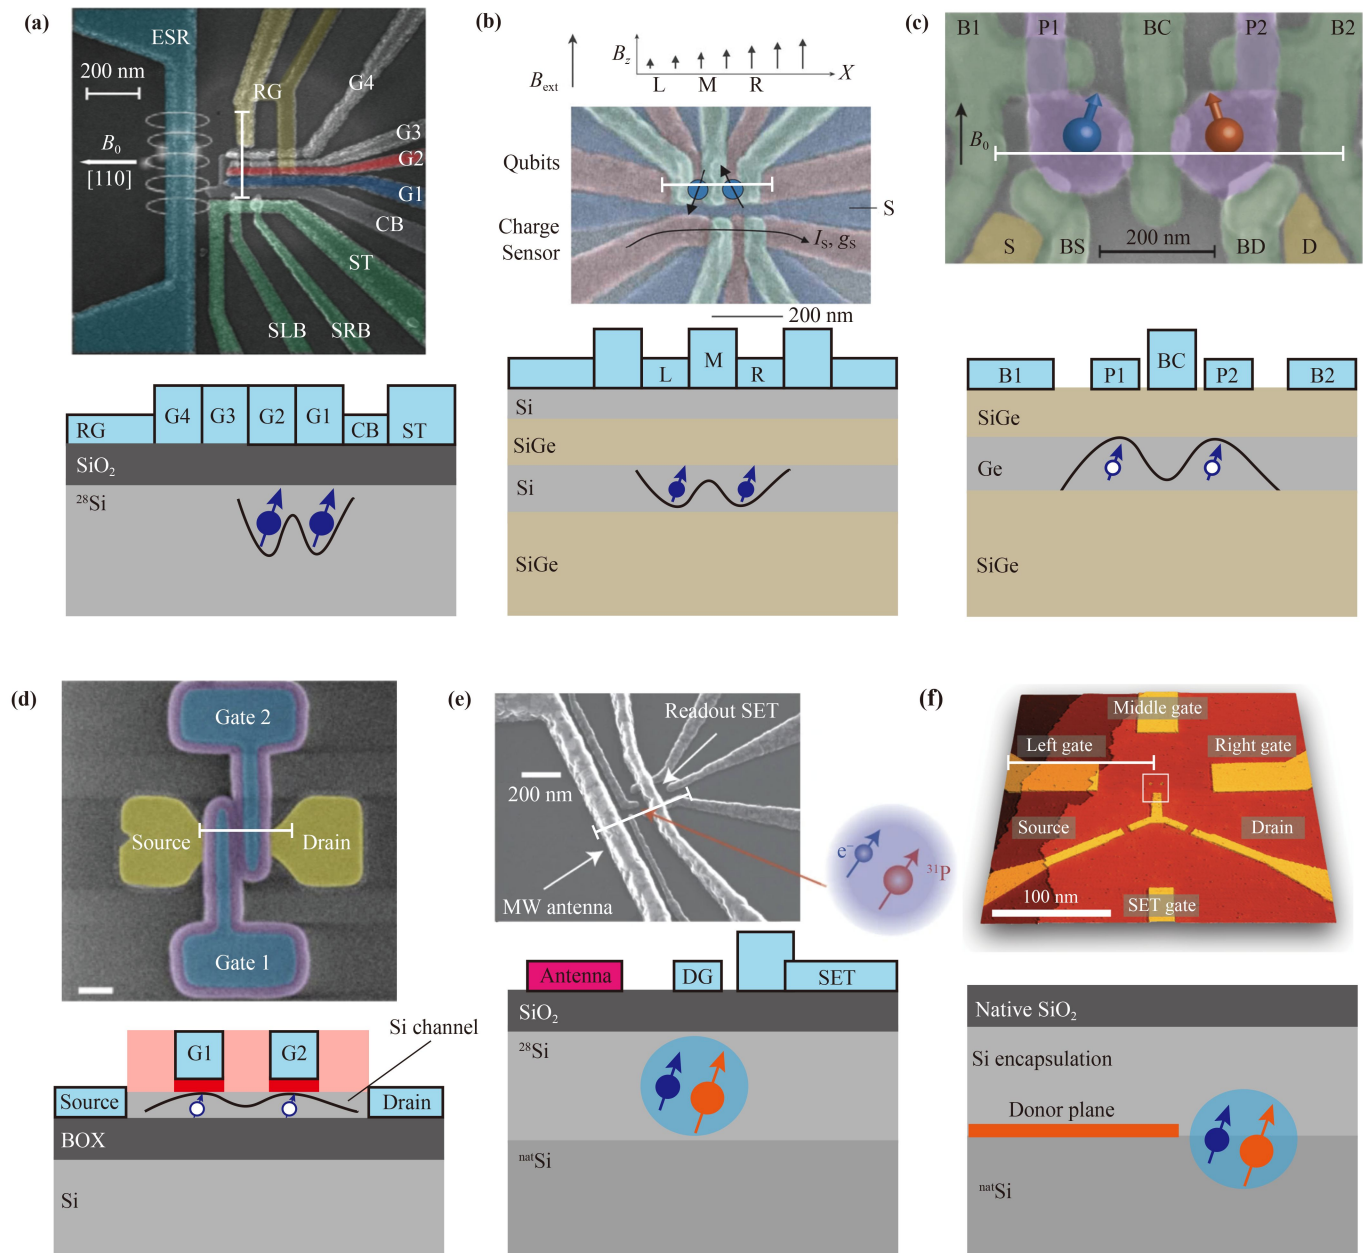 (a)
ESR
200 nm
RG
G4
G3
G2
G1
B₀
[110]
CB
ST
SLB
SRB
RG
G4
G3
G2
G1
CB
ST
SiO₂
²⁸Si
(b)
B_ext
B_z
L
M
R
X
Qubits
S
Charge
Sensor
I_S, g_S
200 nm
L
M
R
Si
SiGe
Si
SiGe
(c)
B1
P1
BC
P2
B2
B₀
S
BS
200 nm
BD
D
B1
P1
BC
P2
B2
SiGe
Ge
SiGe
(d)
Gate 2
Source
Drain
Gate 1
Si channel
G1
G2
Source
Drain
BOX
Si
(e)
Readout SET
200 nm
MW antenna
e⁻
³¹P
Antenna
DG
SET
SiO₂
²⁸Si
ⁿᵃᵗSi
(f)
Middle gate
Left gate
Right gate
Source
Drain
100 nm
SET gate
Native SiO₂
Si encapsulation
Donor plane
ⁿᵃᵗSi